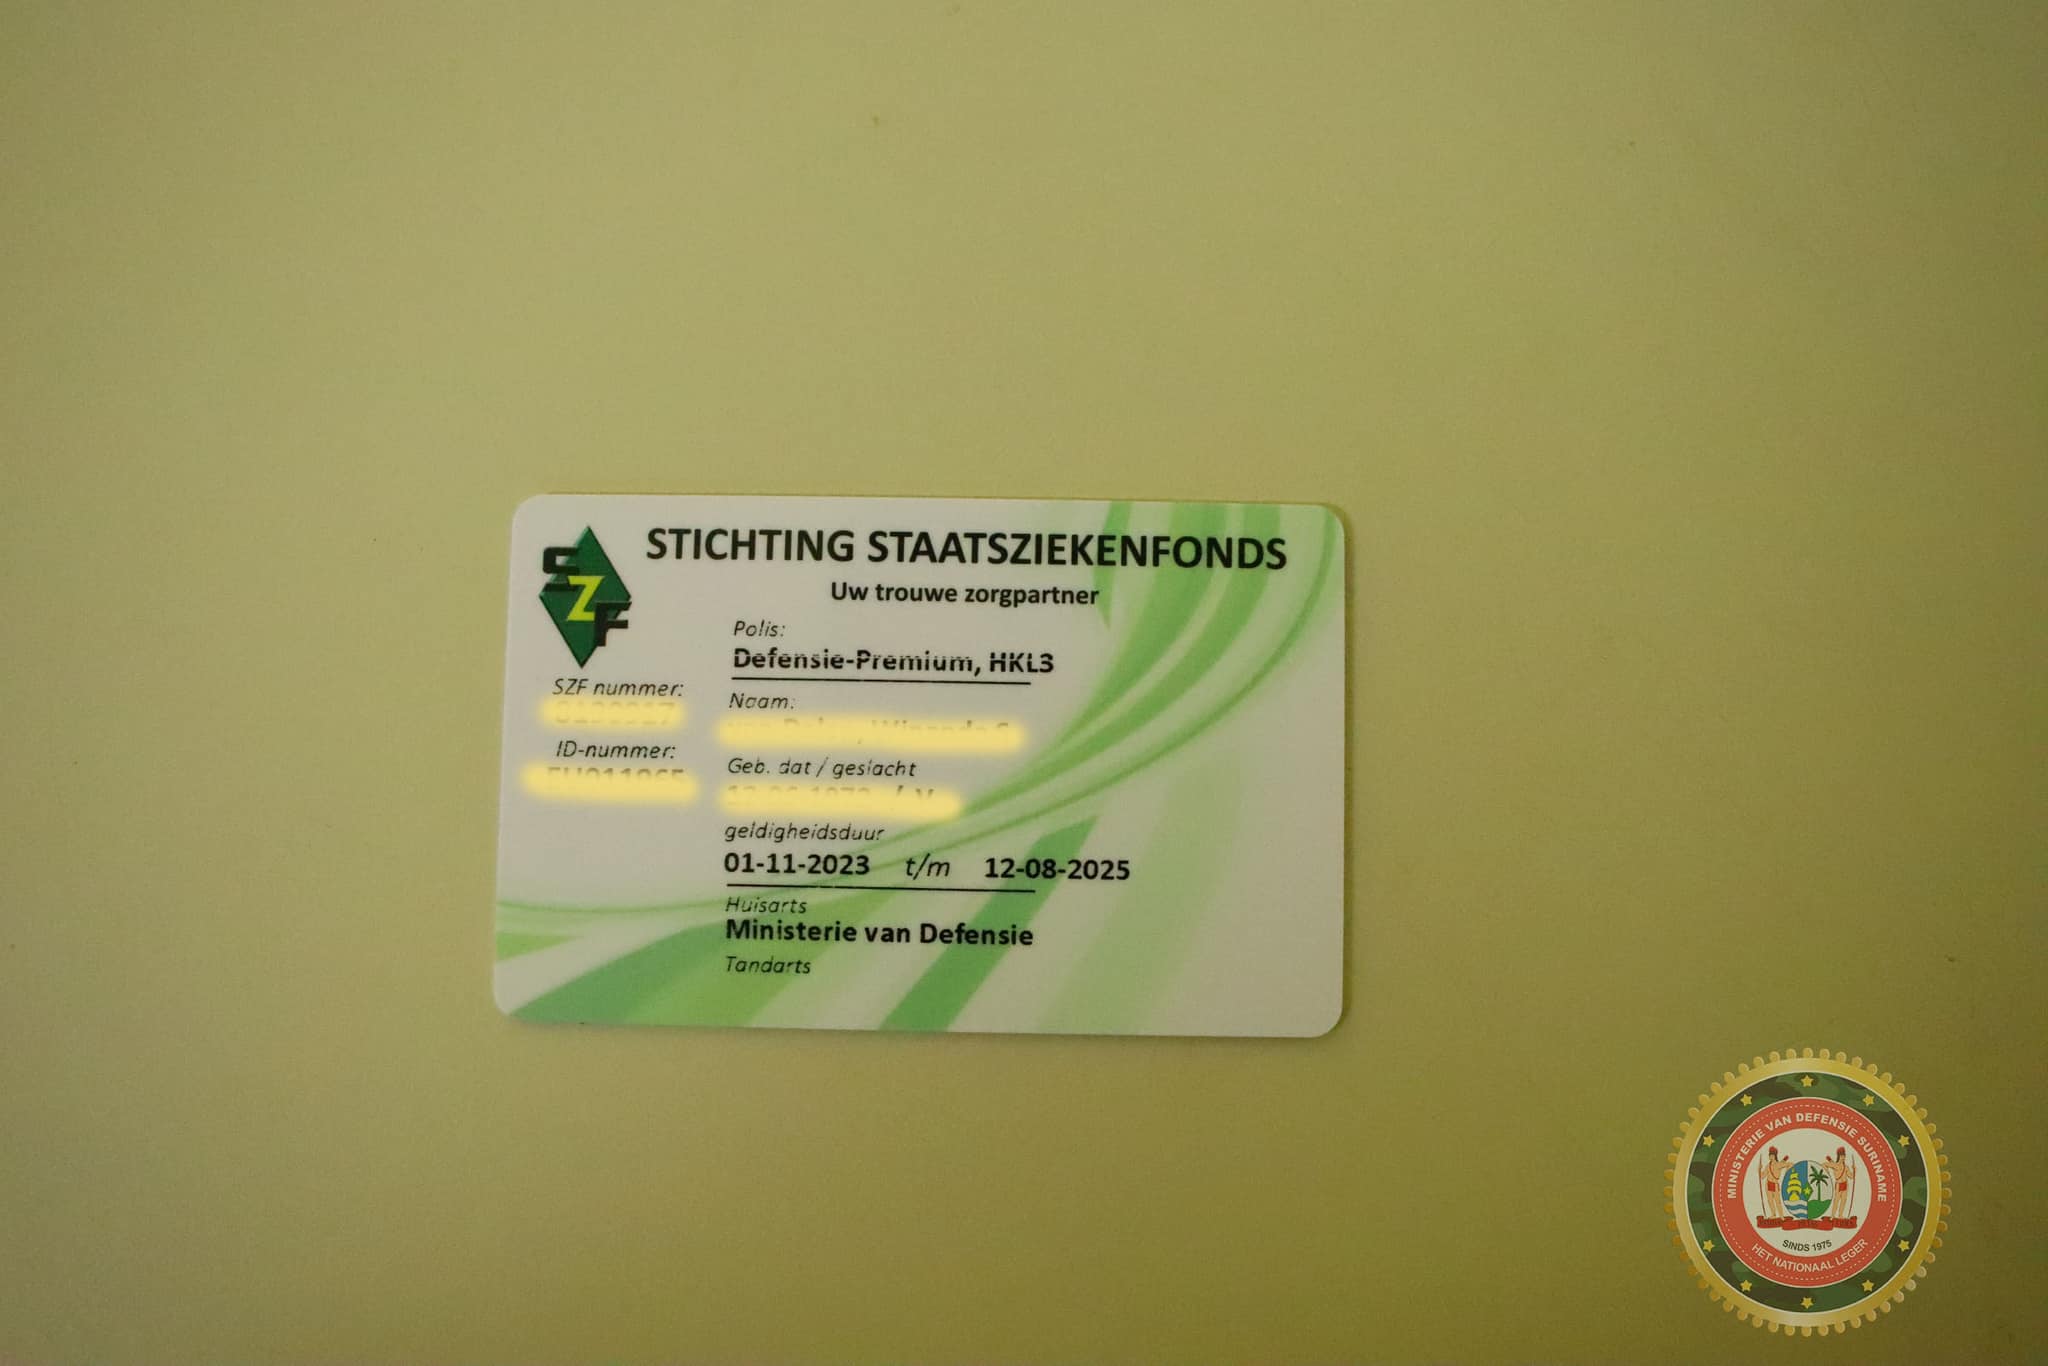 STICHTING STAATSZIEKENFONDS
Uw trouwe zorgpartner
SZF
Polis:
Defensie-Premium, HKL3
SZF nummer:
Naam:
ID-nummer:
Geb. dat / geslacht
geldigheidsduur
01-11-2023 t/m 12-08-2025
Huisarts
Ministerie van Defensie
Tandarts
MINISTERIE VAN DEFENSIE SURINAME
SINDS 1975
HET NATIONAAL LEGER